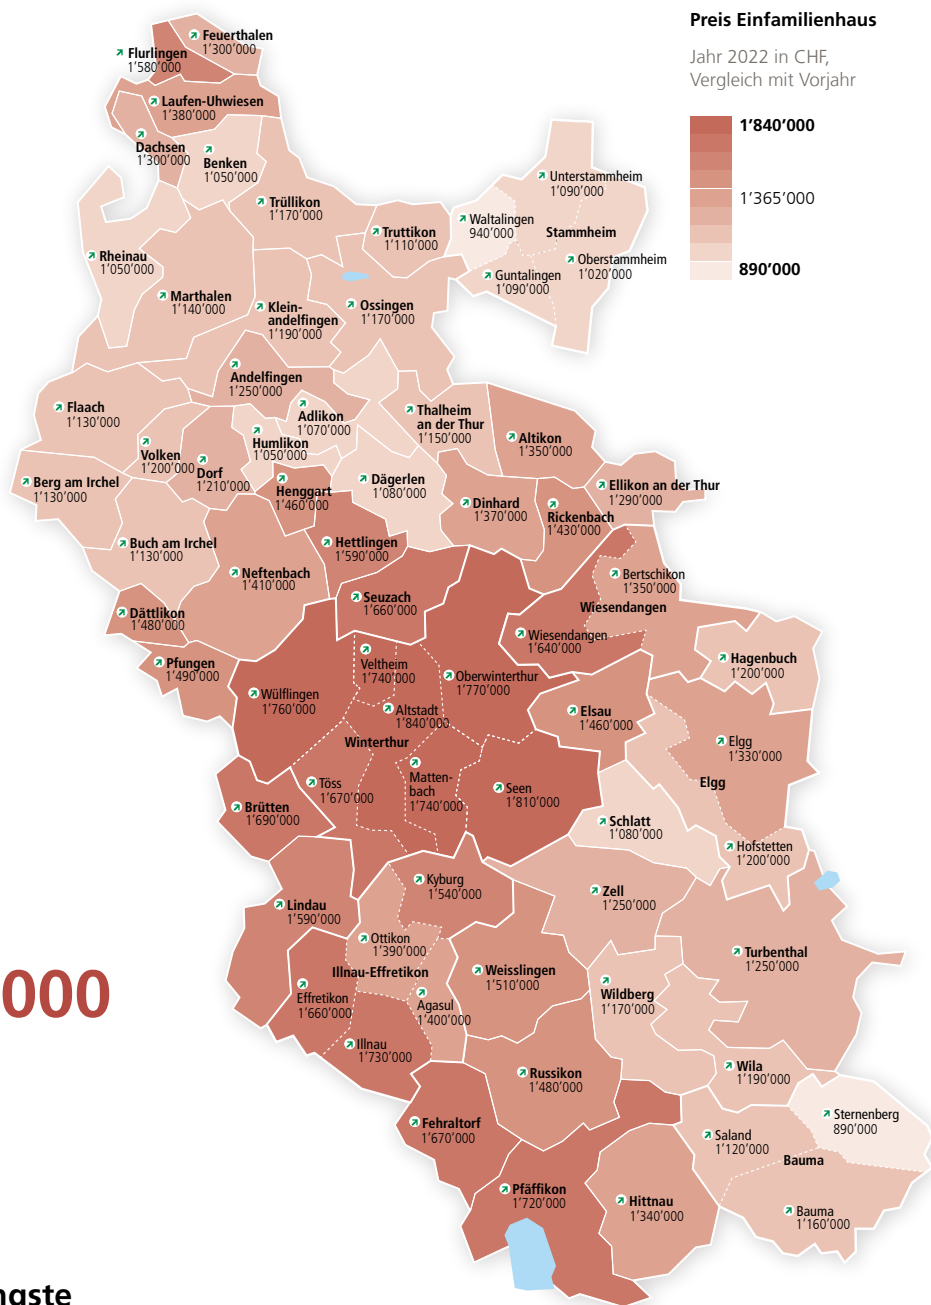 Preis Einfamilienhaus
Jahr 2022 in CHF,
Vergleich mit Vorjahr
1’840’000
1’365’000
890’000
Feuerthalen
1’300’000
Flurlingen
1’580’000
Laufen-Uhwiesen
1’380’000
Dachsen
1’300’000
Benken
1’050’000
Unterstammheim
1’090’000
Trüllikon
1’170’000
Waltalingen
940’000
Stammheim
Truttikon
1’110’000
Rheinau
1’050’000
Oberstammheim
1’020’000
Guntalingen
1’090’000
Marthalen
1’140’000
Klein-
andelfingen
1’190’000
Ossingen
1’170’000
Andelfingen
1’250’000
Flaach
1’130’000
Adlikon
1’070’000
Thalheim
an der Thur
1’150’000
Altikon
1’350’000
Humlikon
1’050’000
Volken
1’200’000
Dorf
1’210’000
Berg am Irchel
1’130’000
Henggart
1’460’000
Dägerlen
1’080’000
Ellikon an der Thur
1’290’000
Dinhard
1’370’000
Rickenbach
1’430’000
Buch am Irchel
1’130’000
Hettlingen
1’590’000
Neftenbach
1’410’000
Bertschikon
1’350’000
Seuzach
1’660’000
Wiesendangen
Dättlikon
1’480’000
Wiesendangen
1’640’000
Pfungen
1’490’000
Veltheim
1’740’000
Hagenbuch
1’200’000
Oberwinterthur
1’770’000
Wülflingen
1’760’000
Altstadt
1’840’000
Elsau
1’460’000
Winterthur
Elgg
1’330’000
Töss
1’670’000
Matten-
bach
1’740’000
Seen
1’810’000
Elgg
Brütten
1’690’000
Schlatt
1’080’000
Hofstetten
1’200’000
Kyburg
1’540’000
Zell
1’250’000
Lindau
1’590’000
Ottikon
1’390’000
Turbenthal
1’250’000
Illnau-Effretikon
Weisslingen
1’510’000
000
Effretikon
1’660’000
Agasul
1’400’000
Wildberg
1’170’000
Illnau
1’730’000
Russikon
1’480’000
Wila
1’190’000
Fehraltorf
1’670’000
Sternenberg
890’000
Saland
1’120’000
Bauma
Pfäffikon
1’720’000
Hittnau
1’340’000
Bauma
1’160’000